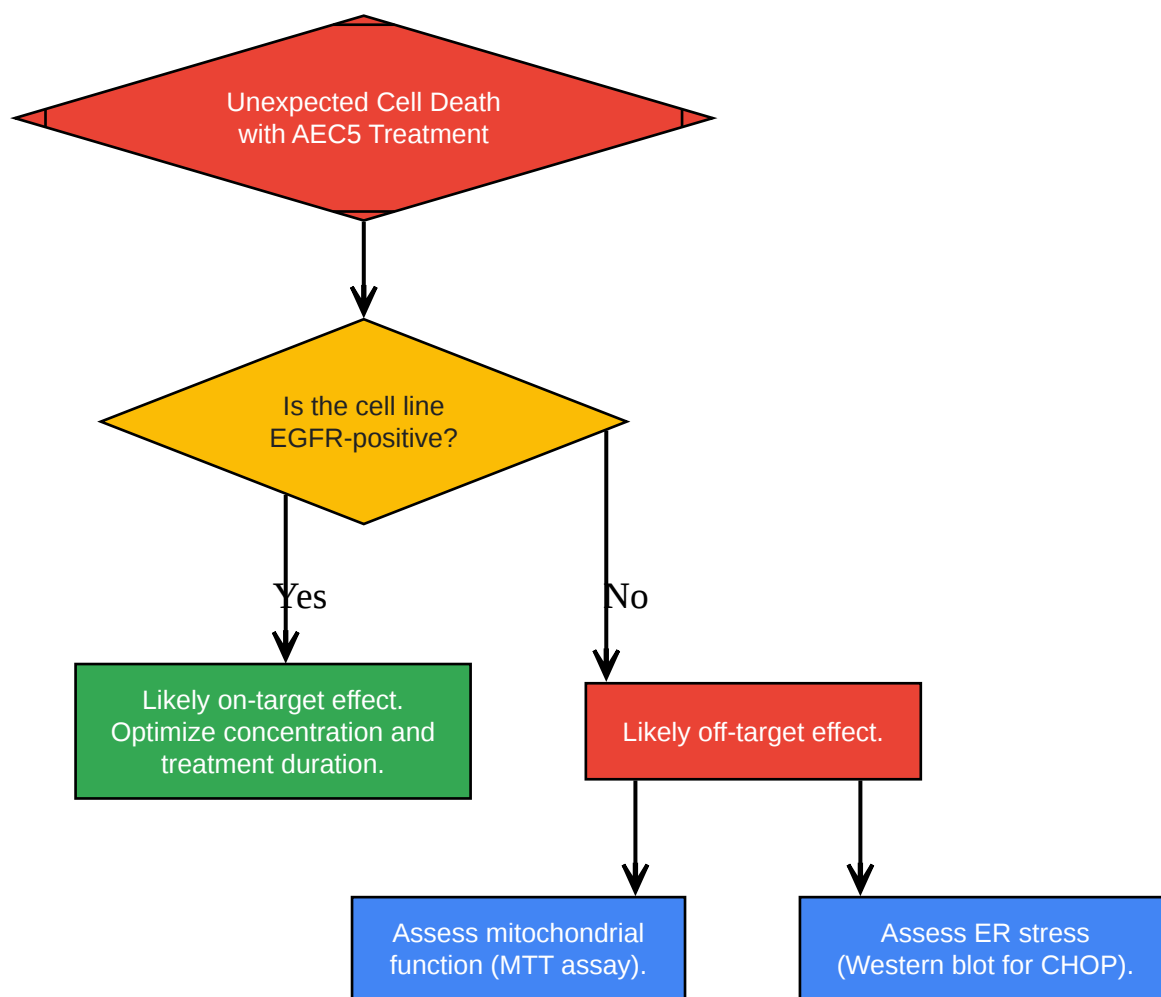 Unexpected Cell Death
with AEC5 Treatment
Is the cell line
EGFR-positive?
Yes
No
Likely on-target effect.
Optimize concentration and
treatment duration.
Likely off-target effect.
Assess mitochondrial
function (MTT assay).
Assess ER stress
(Western blot for CHOP).